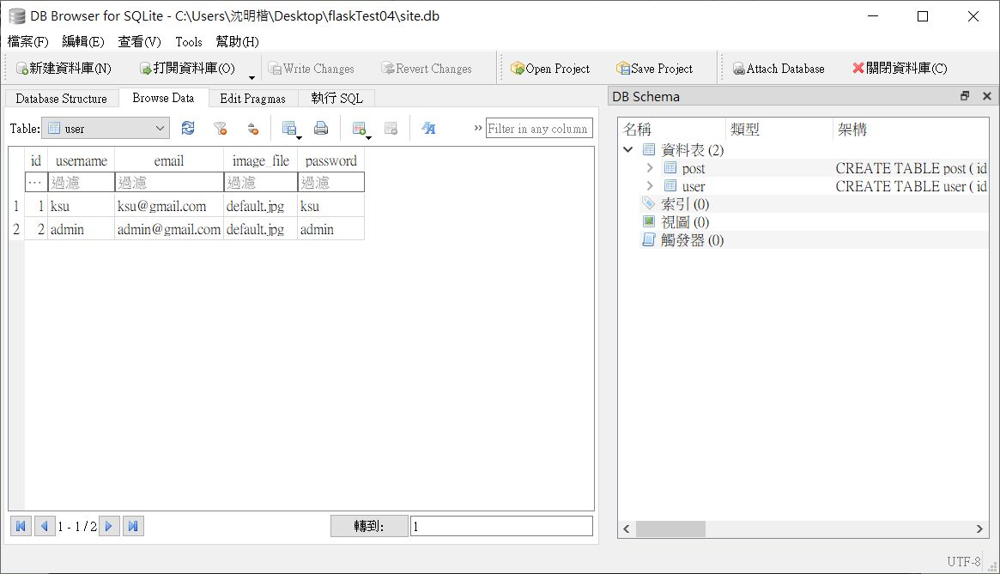 DB Browser for SQLite - C:\Users\沈明楷\Desktop\flaskTest04\site.db
檔案(F) 編輯(E) 查看(V) Tools 幫助(H)
新建資料庫(N) 打開資料庫(O) Write Changes Revert Changes Open Project Save Project Attach Database 關閉資料庫(C)
Database Structure Browse Data Edit Pragmas 執行 SQL
Table: user Filter in any column
id username email image_file password
... 過濾 過濾 過濾 過濾
1 1 ksu ksu@gmail.com default.jpg ksu
2 2 admin admin@gmail.com default.jpg admin
1 - 1 / 2 轉到: 1
DB Schema
名稱 類型 架構
資料表 (2)
post CREATE TABLE post ( id
user CREATE TABLE user ( id
索引 (0)
視圖 (0)
觸發器 (0)
UTF-8